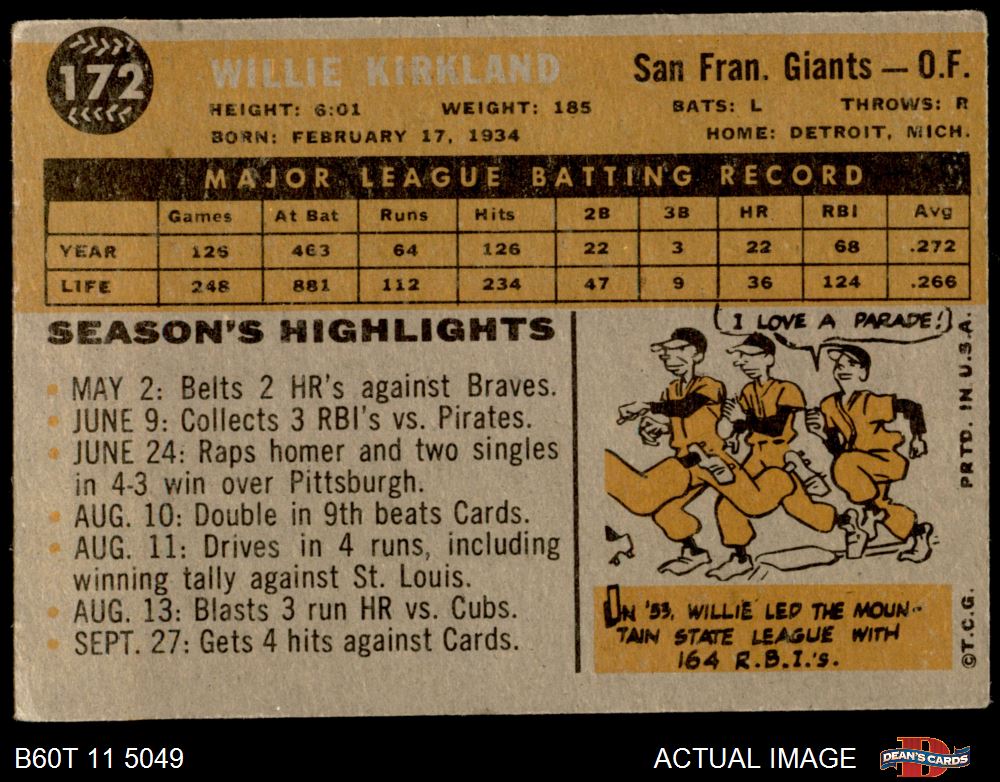 172
WILLIE KIRKLAND
San Fran. Giants — O.F.
HEIGHT: 6:01 WEIGHT: 185 BATS: L THROWS: R
BORN: FEBRUARY 17, 1934 HOME: DETROIT, MICH.
MAJOR LEAGUE BATTING RECORD
Games At Bat Runs Hits 2B 3B HR RBI Avg
YEAR 126 463 64 126 22 3 22 68 .272
LIFE 248 881 112 234 47 9 36 124 .266
SEASON'S HIGHLIGHTS
• MAY 2: Belts 2 HR's against Braves.
• JUNE 9: Collects 3 RBI's vs. Pirates.
• JUNE 24: Raps homer and two singles
in 4-3 win over Pittsburgh.
• AUG. 10: Double in 9th beats Cards.
• AUG. 11: Drives in 4 runs, including
winning tally against St. Louis.
• AUG. 13: Blasts 3 run HR vs. Cubs.
• SEPT. 27: Gets 4 hits against Cards.
I LOVE A PARADE!
IN '53, WILLIE LED THE MOUN-
TAIN STATE LEAGUE WITH
164 R.B.I.'s.
©T.C.G. PRTD. IN U.S.A.
B60T 11 5049
ACTUAL IMAGE
D
DEAN'S CARDS